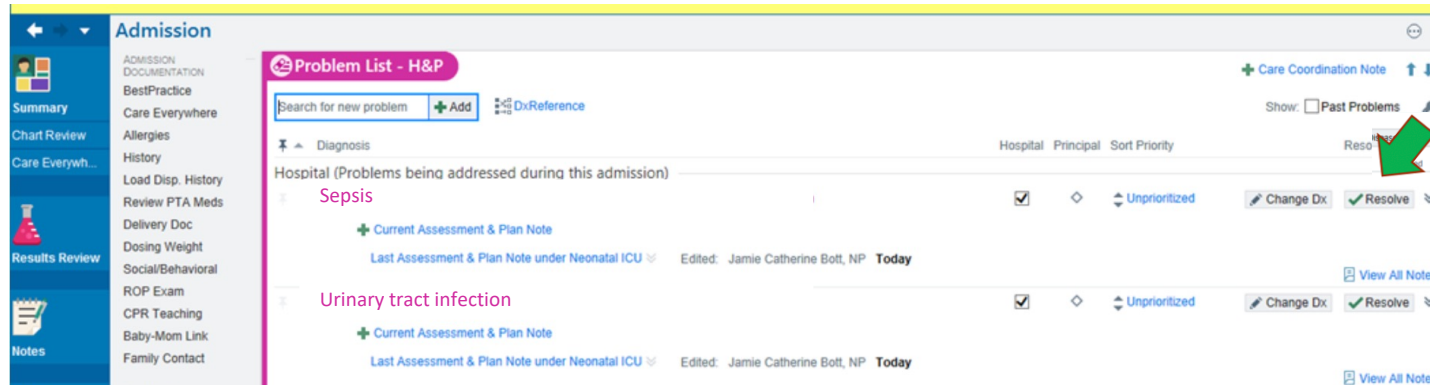 Admission
ADMISSION
DOCUMENTATION
BestPractice
Care Everywhere
Allergies
History
Load Disp. History
Review PTA Meds
Delivery Doc
Dosing Weight
Social/Behavioral
ROP Exam
CPR Teaching
Baby-Mom Link
Family Contact
Summary
Chart Review
Care Everywh...
Results Review
Notes
Problem List - H&P
Care Coordination Note
Search for new problem Add DxReference
Show: Past Problems
Diagnosis Hospital Principal Sort Priority Reso
Hospital (Problems being addressed during this admission)
Sepsis Unprioritized Change Dx Resolve
Current Assessment & Plan Note
Last Assessment & Plan Note under Neonatal ICU Edited: Jamie Catherine Bott, NP Today
View All Note
Urinary tract infection Unprioritized Change Dx Resolve
Current Assessment & Plan Note
Last Assessment & Plan Note under Neonatal ICU Edited: Jamie Catherine Bott, NP Today
View All Note